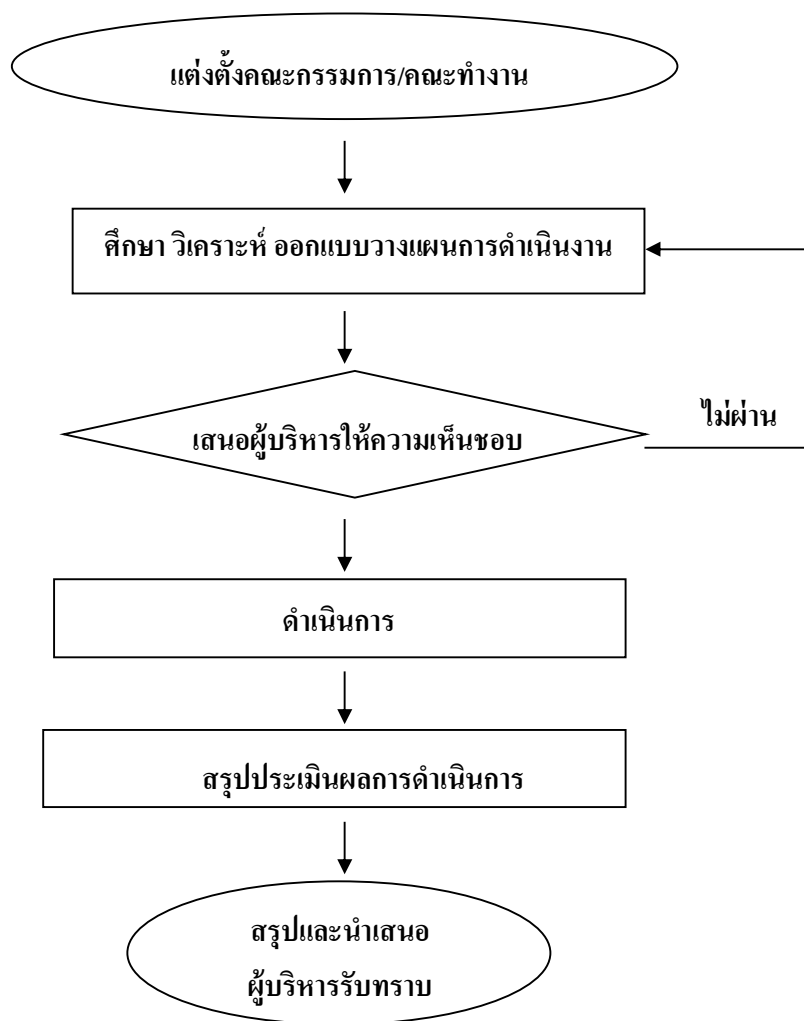 แต่งตั้งคณะกรรมการ/คณะทำงาน
ศึกษา วิเคราะห์ ออกแบบวางแผนการดำเนินงาน
เสนอผู้บริหารให้ความเห็นชอบ
ไม่ผ่าน
ดำเนินการ
สรุปประเมินผลการดำเนินการ
สรุปและนำเสนอ
ผู้บริหารรับทราบ